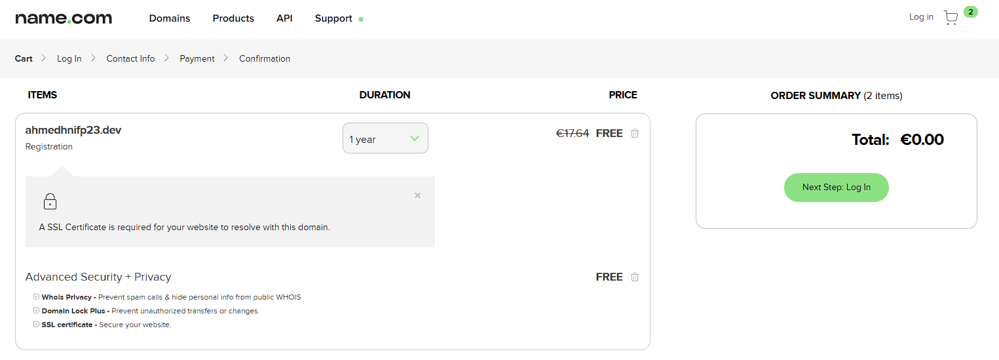 name.com
Domains Products API Support
Log in 2
Cart Log In Contact Info Payment Confirmation
ITEMS DURATION PRICE
ORDER SUMMARY (2 items)
ahmedhnifp23.dev
Registration
1 year
€17.64 FREE
Total: €0.00
Next Step: Log In
A SSL Certificate is required for your website to resolve with this domain.
Advanced Security + Privacy FREE
Whois Privacy - Prevent spam calls & hide personal info from public WHOIS
Domain Lock Plus - Prevent unauthorized transfers or changes.
SSL certificate - Secure your website.